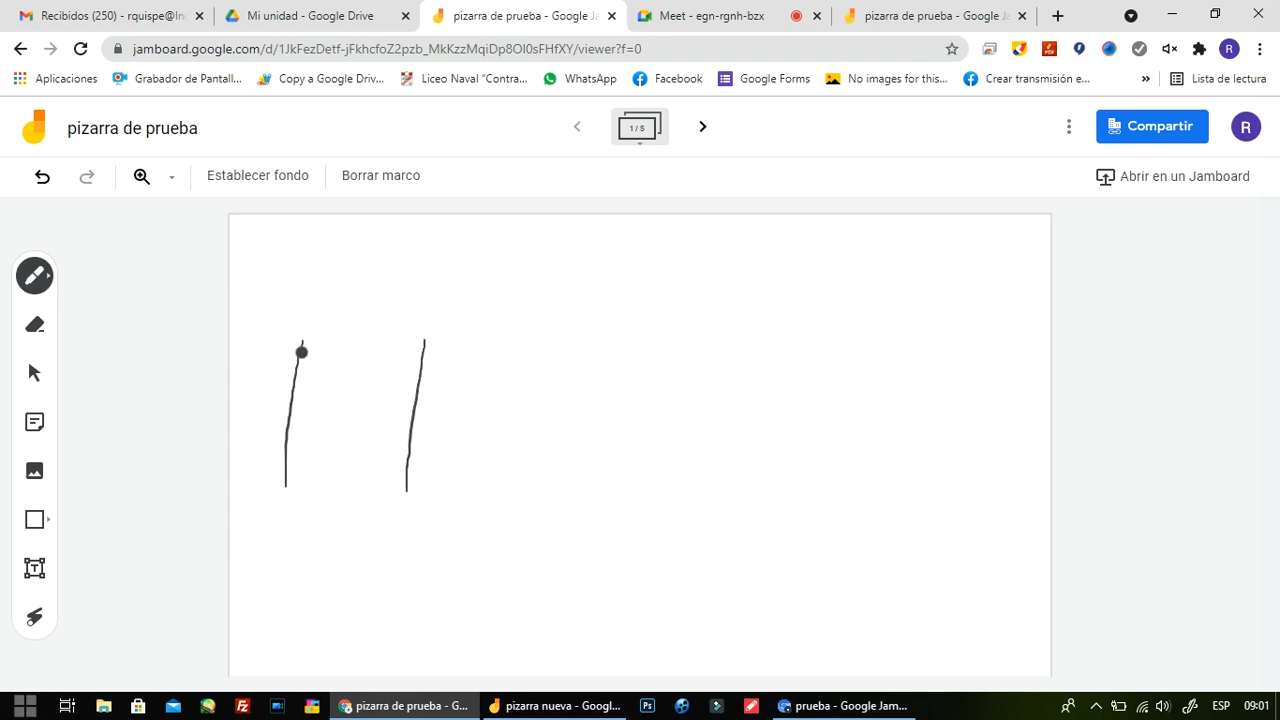 Recibidos (250) - rquispe@In
Mi unidad - Google Drive
pizarra de prueba - Google Ja
Meet - egn-rgnh-bzx
pizarra de prueba - Google Ja
jamboard.google.com/d/1JkFezDetf-jFkhcfoZ2pzb_MkKzzMqiDp8OI0sFHfXY/viewer?f=0
R
Aplicaciones
Grabador de Pantall...
Copy a Google Driv...
Liceo Naval "Contra...
WhatsApp
Facebook
Google Forms
No images for this...
Crear transmisión e...
»
Lista de lectura
pizarra de prueba
1 / 5
Compartir
R
Establecer fondo
Borrar marco
Abrir en un Jamboard
pizarra de prueba - G...
pizarra nueva - Googl...
prueba - Google Jam...
ESP
09:01